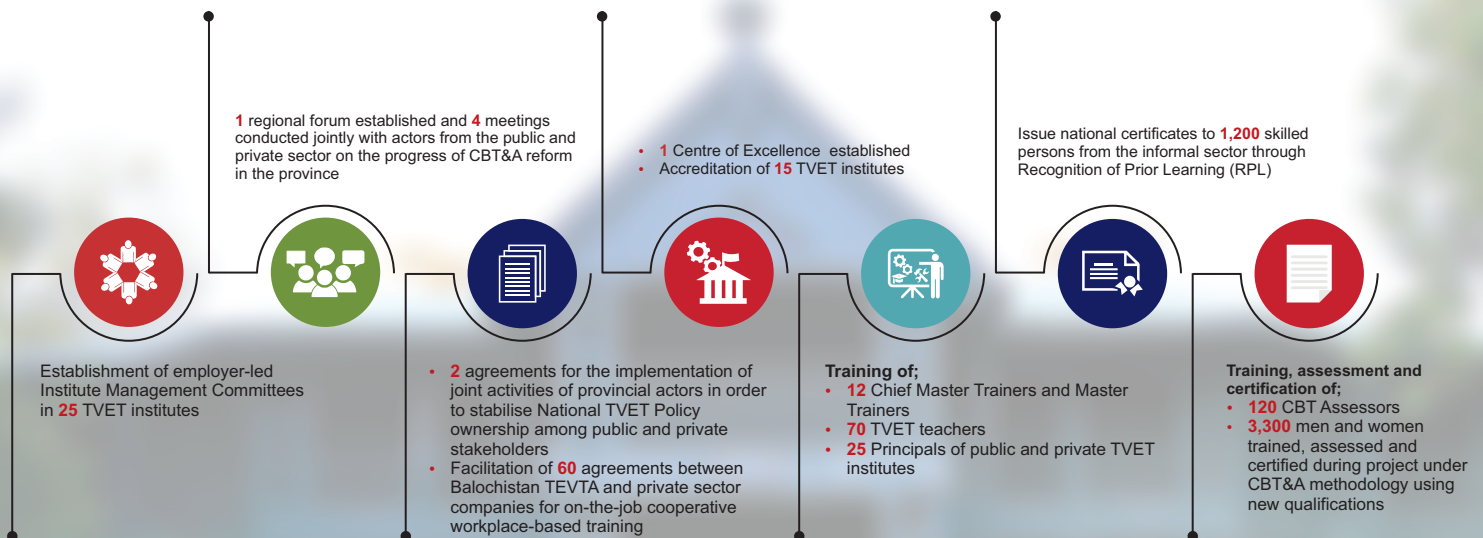 1 regional forum established and 4 meetings
conducted jointly with actors from the public and
private sector on the progress of CBT&A reform
in the province
• 1 Centre of Excellence established
• Accreditation of 15 TVET institutes
Issue national certificates to 1,200 skilled
persons from the informal sector through
Recognition of Prior Learning (RPL)
Establishment of employer-led
Institute Management Committees
in 25 TVET institutes
• 2 agreements for the implementation of
joint activities of provincial actors in order
to stabilise National TVET Policy
ownership among public and private
stakeholders
• Facilitation of 60 agreements between
Balochistan TEVTA and private sector
companies for on-the-job cooperative
workplace-based training
Training of;
• 12 Chief Master Trainers and Master
Trainers
• 70 TVET teachers
• 25 Principals of public and private TVET
institutes
Training, assessment and
certification of;
• 120 CBT Assessors
• 3,300 men and women
trained, assessed and
certified during project under
CBT&A methodology using
new qualifications